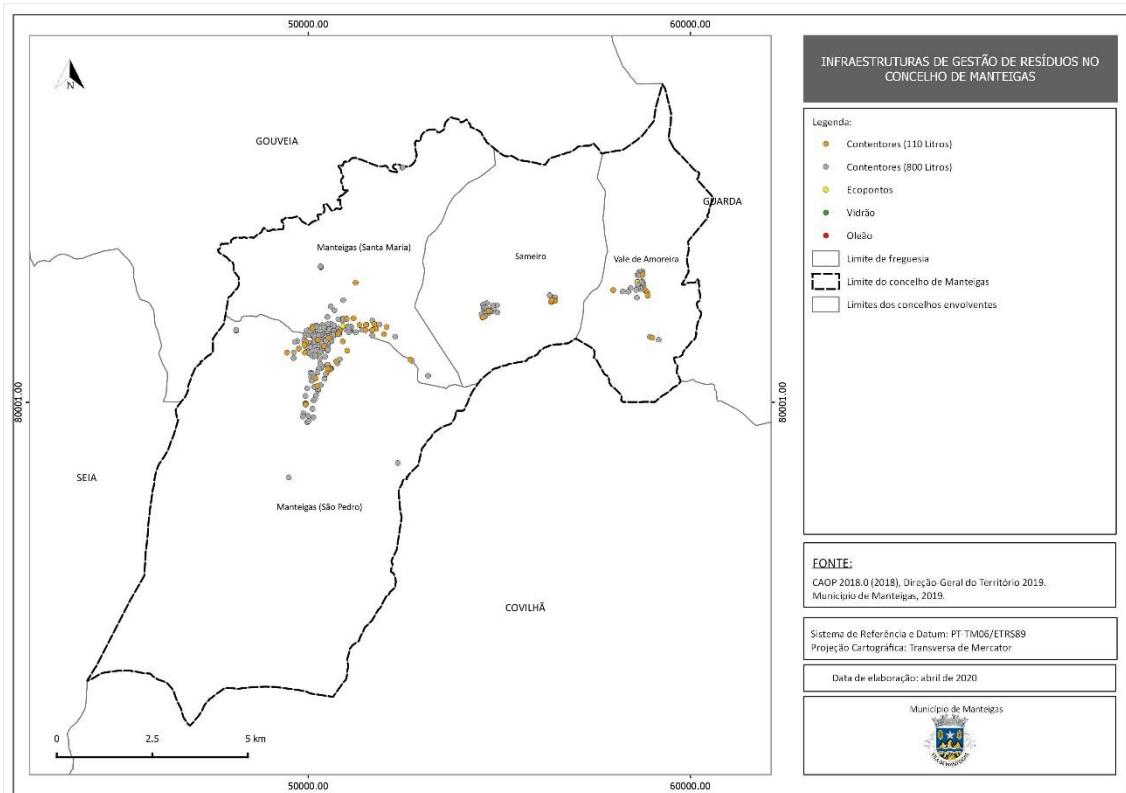 50000.00
60000.00
N
GOUVEIA
GUARDA
Manteigas (Santa Maria)
Sameiro
Vale de Amoreira
80001.00
80001.00
SEIA
Manteigas (São Pedro)
COVILHÃ
0 2.5 5 km
50000.00
60000.00
INFRAESTRUTURAS DE GESTÃO DE RESÍDUOS NO
CONCELHO DE MANTEIGAS
Legenda:
Contentores (110 Litros)
Contentores (800 Litros)
Ecopontos
Vidrão
Oleão
Limite de freguesia
Limite do concelho de Manteigas
Limites dos concelhos envolventes
FONTE:
CAOP 2018.0 (2018), Direção-Geral do Território 2019.
Município de Manteigas, 2019.
Sistema de Referência e Datum: PT-TM06/ETRS89
Projeção Cartográfica: Transversa de Mercator
Data de elaboração: abril de 2020
Município de Manteigas
VILA DE MANTEIGAS